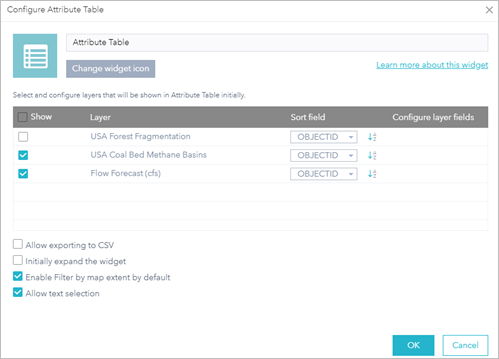 Configure Attribute Table
Attribute Table
Change widget icon
Learn more about this widget
Select and configure layers that will be shown in Attribute Table initially.
Show Layer Sort field Configure layer fields
USA Forest Fragmentation OBJECTID
USA Coal Bed Methane Basins OBJECTID
Flow Forecast (cfs) OBJECTID
Allow exporting to CSV
Initially expand the widget
Enable Filter by map extent by default
Allow text selection
OK Cancel